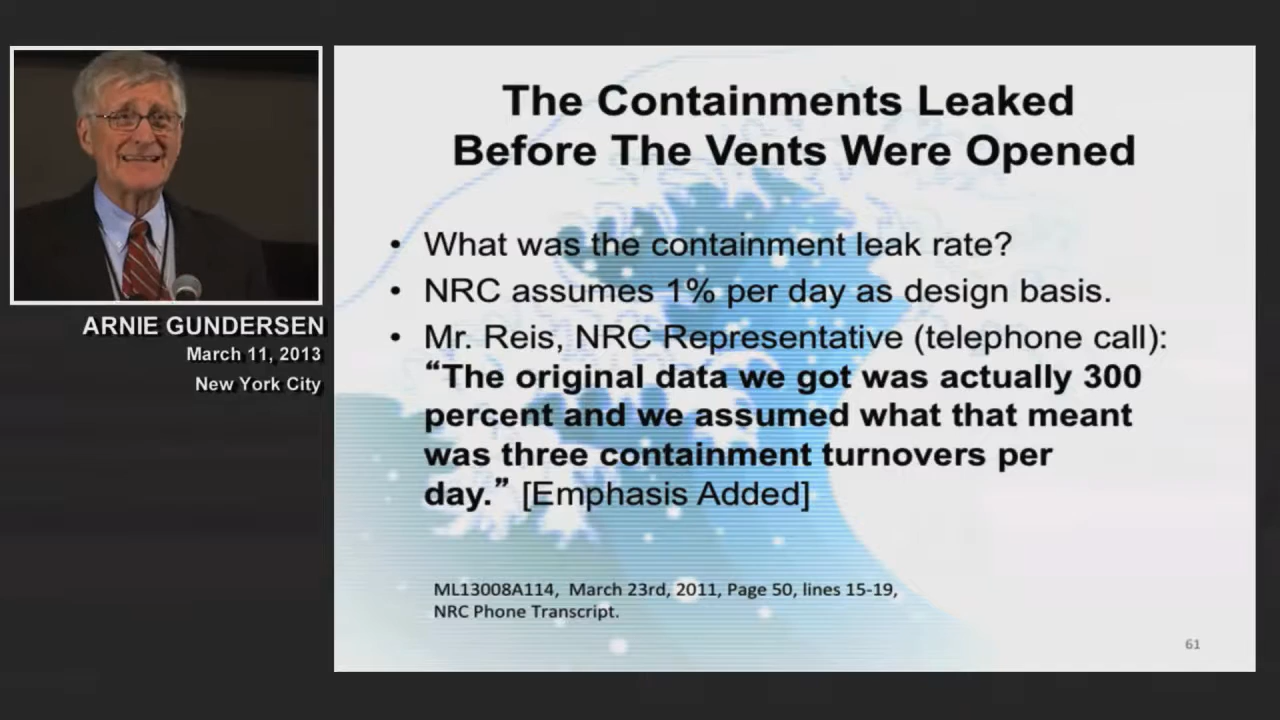 The Containments Leaked
Before The Vents Were Opened
• What was the containment leak rate?
• NRC assumes 1% per day as design basis.
• Mr. Reis, NRC Representative (telephone call):
“The original data we got was actually 300
percent and we assumed what that meant
was three containment turnovers per
day.” [Emphasis Added]
ML13008A114, March 23rd, 2011, Page 50, lines 15-19,
NRC Phone Transcript.
61
ARNIE GUNDERSEN
March 11, 2013
New York City